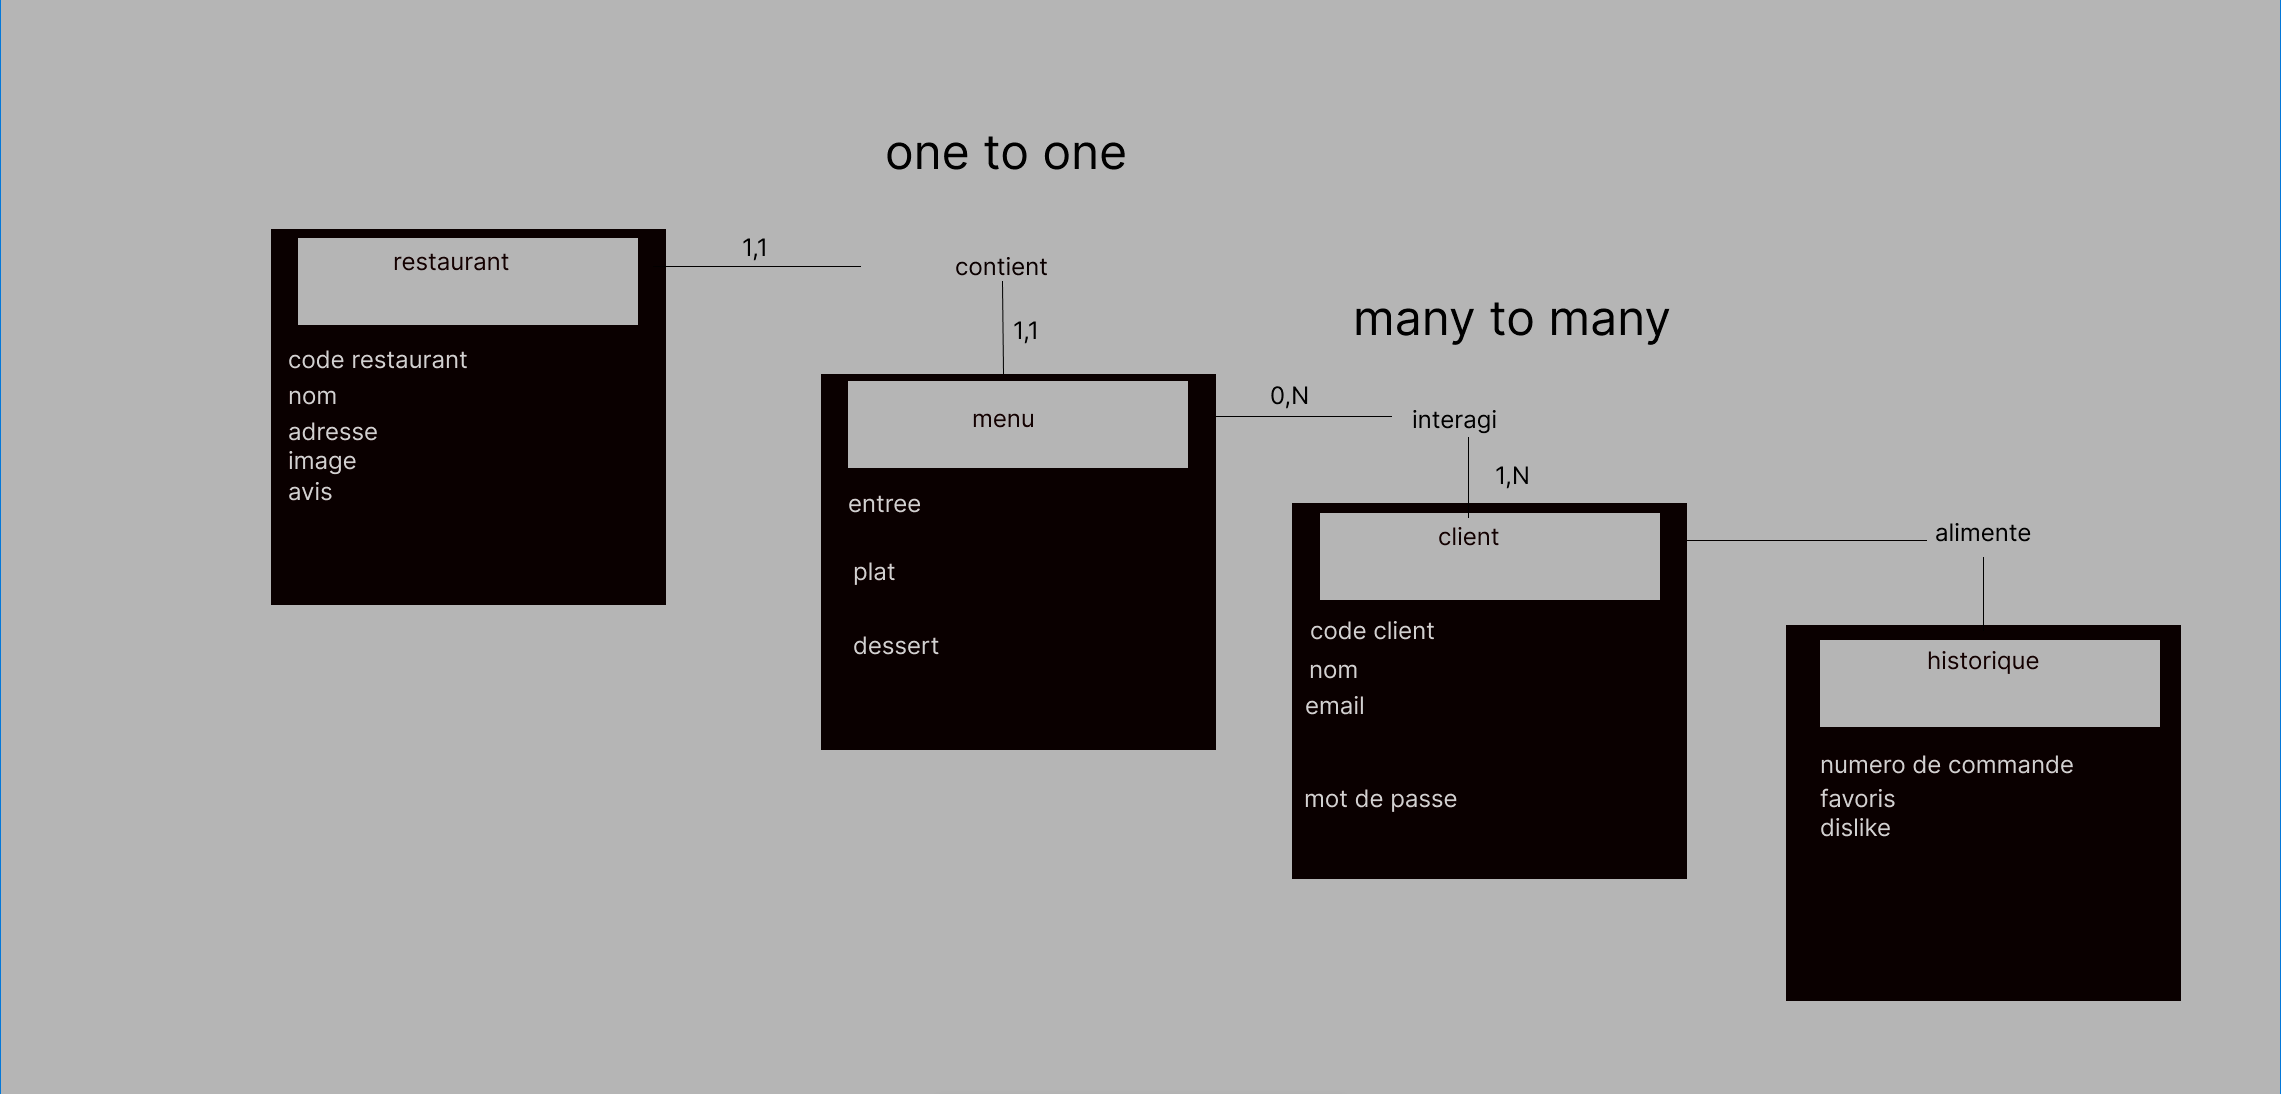 one to one
restaurant
1,1
contient
1,1
code restaurant
nom
adresse
image
avis
many to many
menu
0,N
interagi
1,N
entree
plat
dessert
client
alimente
code client
nom
email
mot de passe
historique
numero de commande
favoris
dislike